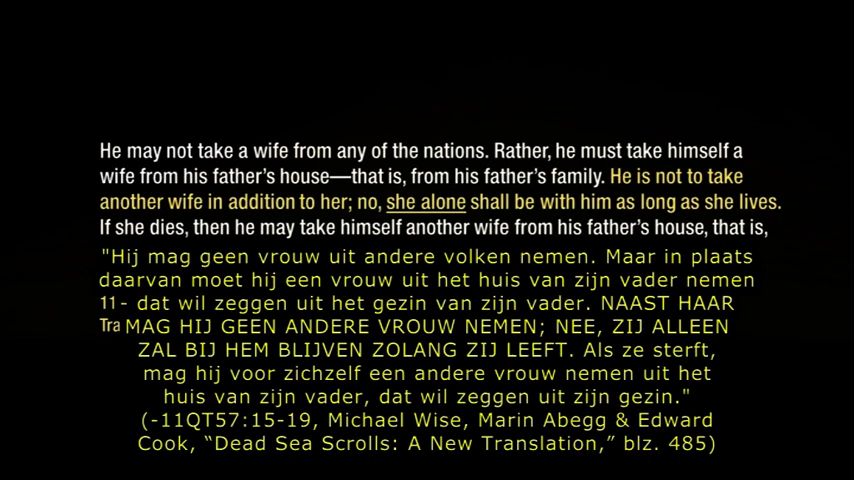 He may not take a wife from any of the nations. Rather, he must take himself a
wife from his father's house—that is, from his father's family. He is not to take
another wife in addition to her; no, she alone shall be with him as long as she lives.
If she dies, then he may take himself another wife from his father's house, that is,
"Hij mag geen vrouw uit andere volken nemen. Maar in plaats
daarvan moet hij een vrouw uit het huis van zijn vader nemen
11 - dat wil zeggen uit het gezin van zijn vader. NAAST HAAR
Tra MAG HIJ GEEN ANDERE VROUW NEMEN; NEE, ZIJ ALLEEN
ZAL BIJ HEM BLIJVEN ZOLANG ZIJ LEEFT. Als ze sterft,
mag hij voor zichzelf een andere vrouw nemen uit het
huis van zijn vader, dat wil zeggen uit zijn gezin."
(-11QT57:15-19, Michael Wise, Marin Abegg & Edward
Cook, “Dead Sea Scrolls: A New Translation,” blz. 485)